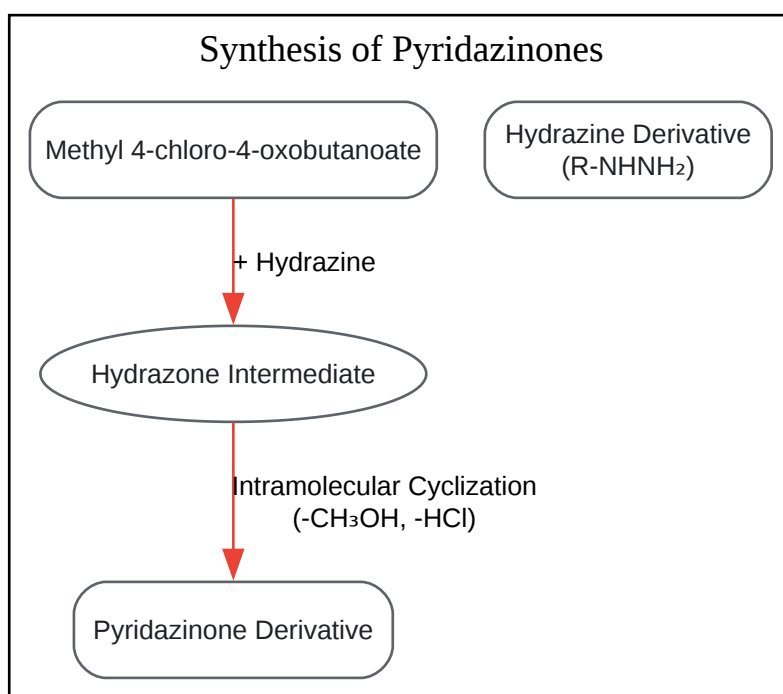 Synthesis of Pyridazinones
Methyl 4-chloro-4-oxobutanoate
Hydrazine Derivative
(R-NHNH₂)
+ Hydrazine
Hydrazone Intermediate
Intramolecular Cyclization
(-CH₃OH, -HCl)
Pyridazinone Derivative